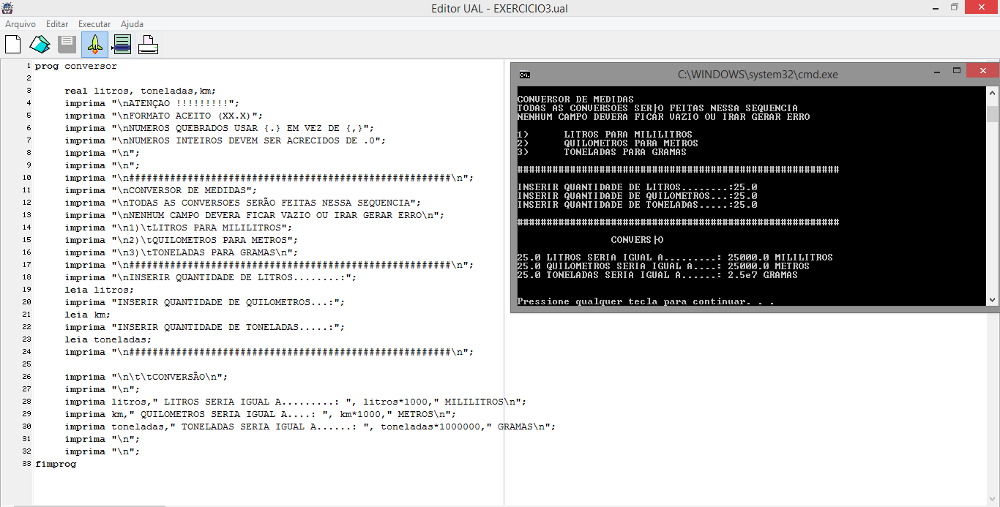 Editor UAL - EXERCICIO3.ual
Arquivo Editar Executar Ajuda
1 prog conversor
2
3 real litros, toneladas,km;
4 imprima "\nATENÇAO !!!!!!!!!";
5 imprima "\nFORMATO ACEITO (XX.X)";
6 imprima "\nNUMEROS QUEBRADOS USAR {.} EM VEZ DE {,}";
7 imprima "\nNUMEROS INTEIROS DEVEM SER ACRECIDOS DE .0";
8 imprima "\n";
9 imprima "\n";
10 imprima "\n#######################################################\n";
11 imprima "\nCONVERSOR DE MEDIDAS";
12 imprima "\nTODAS AS CONVERSOES SERÃO FEITAS NESSA SEQUENCIA";
13 imprima "\nNENHUM CAMPO DEVERA FICAR VAZIO OU IRAR GERAR ERRO\n";
14 imprima "\n1)\tLITROS PARA MILILITROS";
15 imprima "\n2)\tQUILOMETROS PARA METROS";
16 imprima "\n3)\tTONELADAS PARA GRAMAS\n";
17 imprima "\n#######################################################\n";
18 imprima "\nINSERIR QUANTIDADE DE LITROS........:";
19 leia litros;
20 imprima "INSERIR QUANTIDADE DE QUILOMETROS...:";
21 leia km;
22 imprima "INSERIR QUANTIDADE DE TONELADAS.....:";
23 leia toneladas;
24 imprima "\n#######################################################\n";
25
26 imprima "\n\t\tCONVERSÃO\n";
27 imprima "\n";
28 imprima litros," LITROS SERIA IGUAL A.........: ", litros*1000," MILILITROS\n";
29 imprima km," QUILOMETROS SERIA IGUAL A....: ", km*1000," METROS\n";
30 imprima toneladas," TONELADAS SERIA IGUAL A......: ", toneladas*1000000," GRAMAS\n";
31 imprima "\n";
32 imprima "\n";
33 fimprog
C:\WINDOWS\system32\cmd.exe
CONVERSOR DE MEDIDAS
TODAS AS CONVERSOES SER├O FEITAS NESSA SEQUENCIA
NENHUM CAMPO DEVERA FICAR VAZIO OU IRAR GERAR ERRO
1) LITROS PARA MILILITROS
2) QUILOMETROS PARA METROS
3) TONELADAS PARA GRAMAS
#######################################################
INSERIR QUANTIDADE DE LITROS........:25.0
INSERIR QUANTIDADE DE QUILOMETROS...:25.0
INSERIR QUANTIDADE DE TONELADAS.....:25.0
#######################################################
CONVERS├O
25.0 LITROS SERIA IGUAL A.........: 25000.0 MILILITROS
25.0 QUILOMETROS SERIA IGUAL A....: 25000.0 METROS
25.0 TONELADAS SERIA IGUAL A......: 2.5e7 GRAMAS
Pressione qualquer tecla para continuar. . .